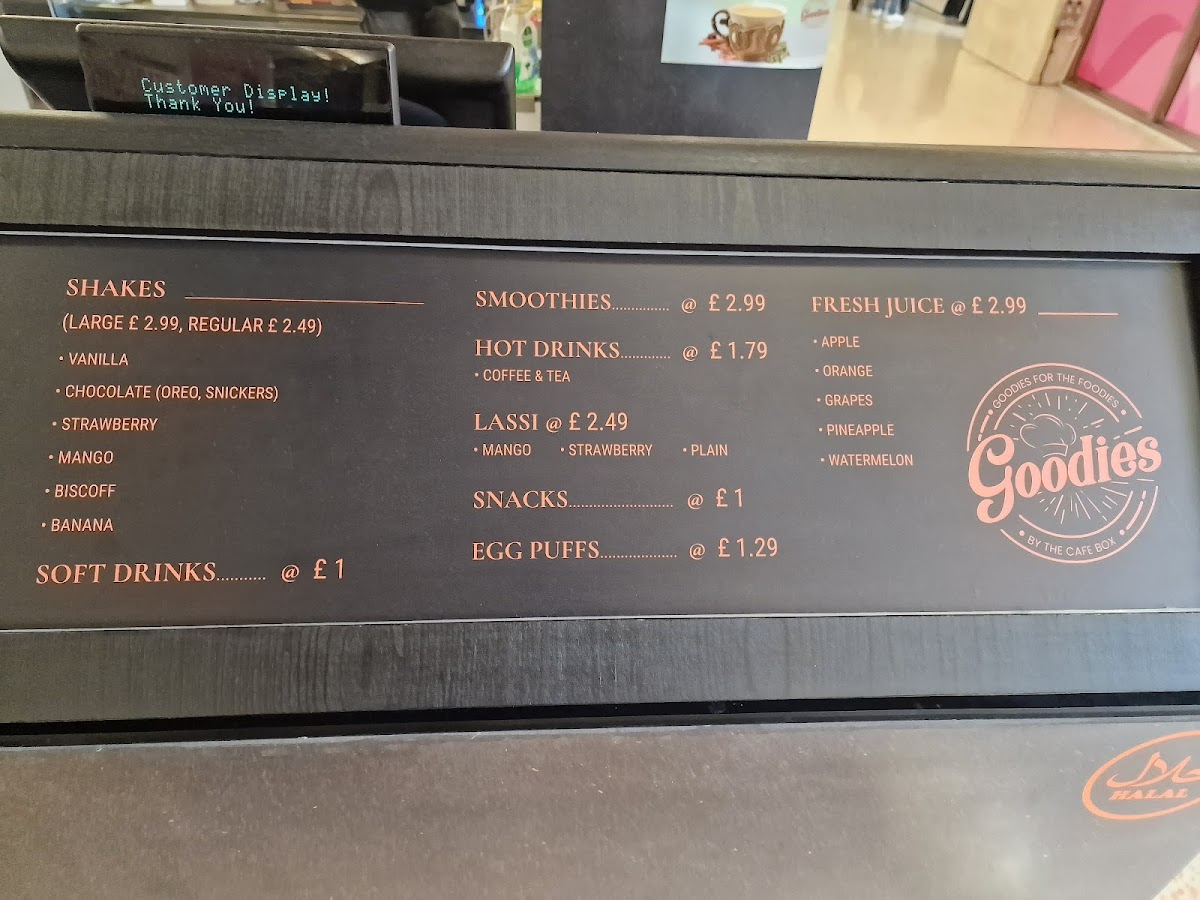 Customer Display!
Thank You!
SHAKES
(LARGE £ 2.99, REGULAR £ 2.49)
• VANILLA
• CHOCOLATE (OREO, SNICKERS)
• STRAWBERRY
• MANGO
• BISCOFF
• BANANA
SOFT DRINKS........... @ £ 1
SMOOTHIES............... @ £ 2.99
HOT DRINKS............. @ £ 1.79
• COFFEE & TEA
LASSI @ £ 2.49
• MANGO • STRAWBERRY • PLAIN
SNACKS........................... @ £ 1
EGG PUFFS.................... @ £ 1.29
FRESH JUICE @ £ 2.99
• APPLE
• ORANGE
• GRAPES
• PINEAPPLE
• WATERMELON
• GOODIES FOR THE FOODIES •
Goodies
• BY THE CAFE BOX •
حلال
HALAL